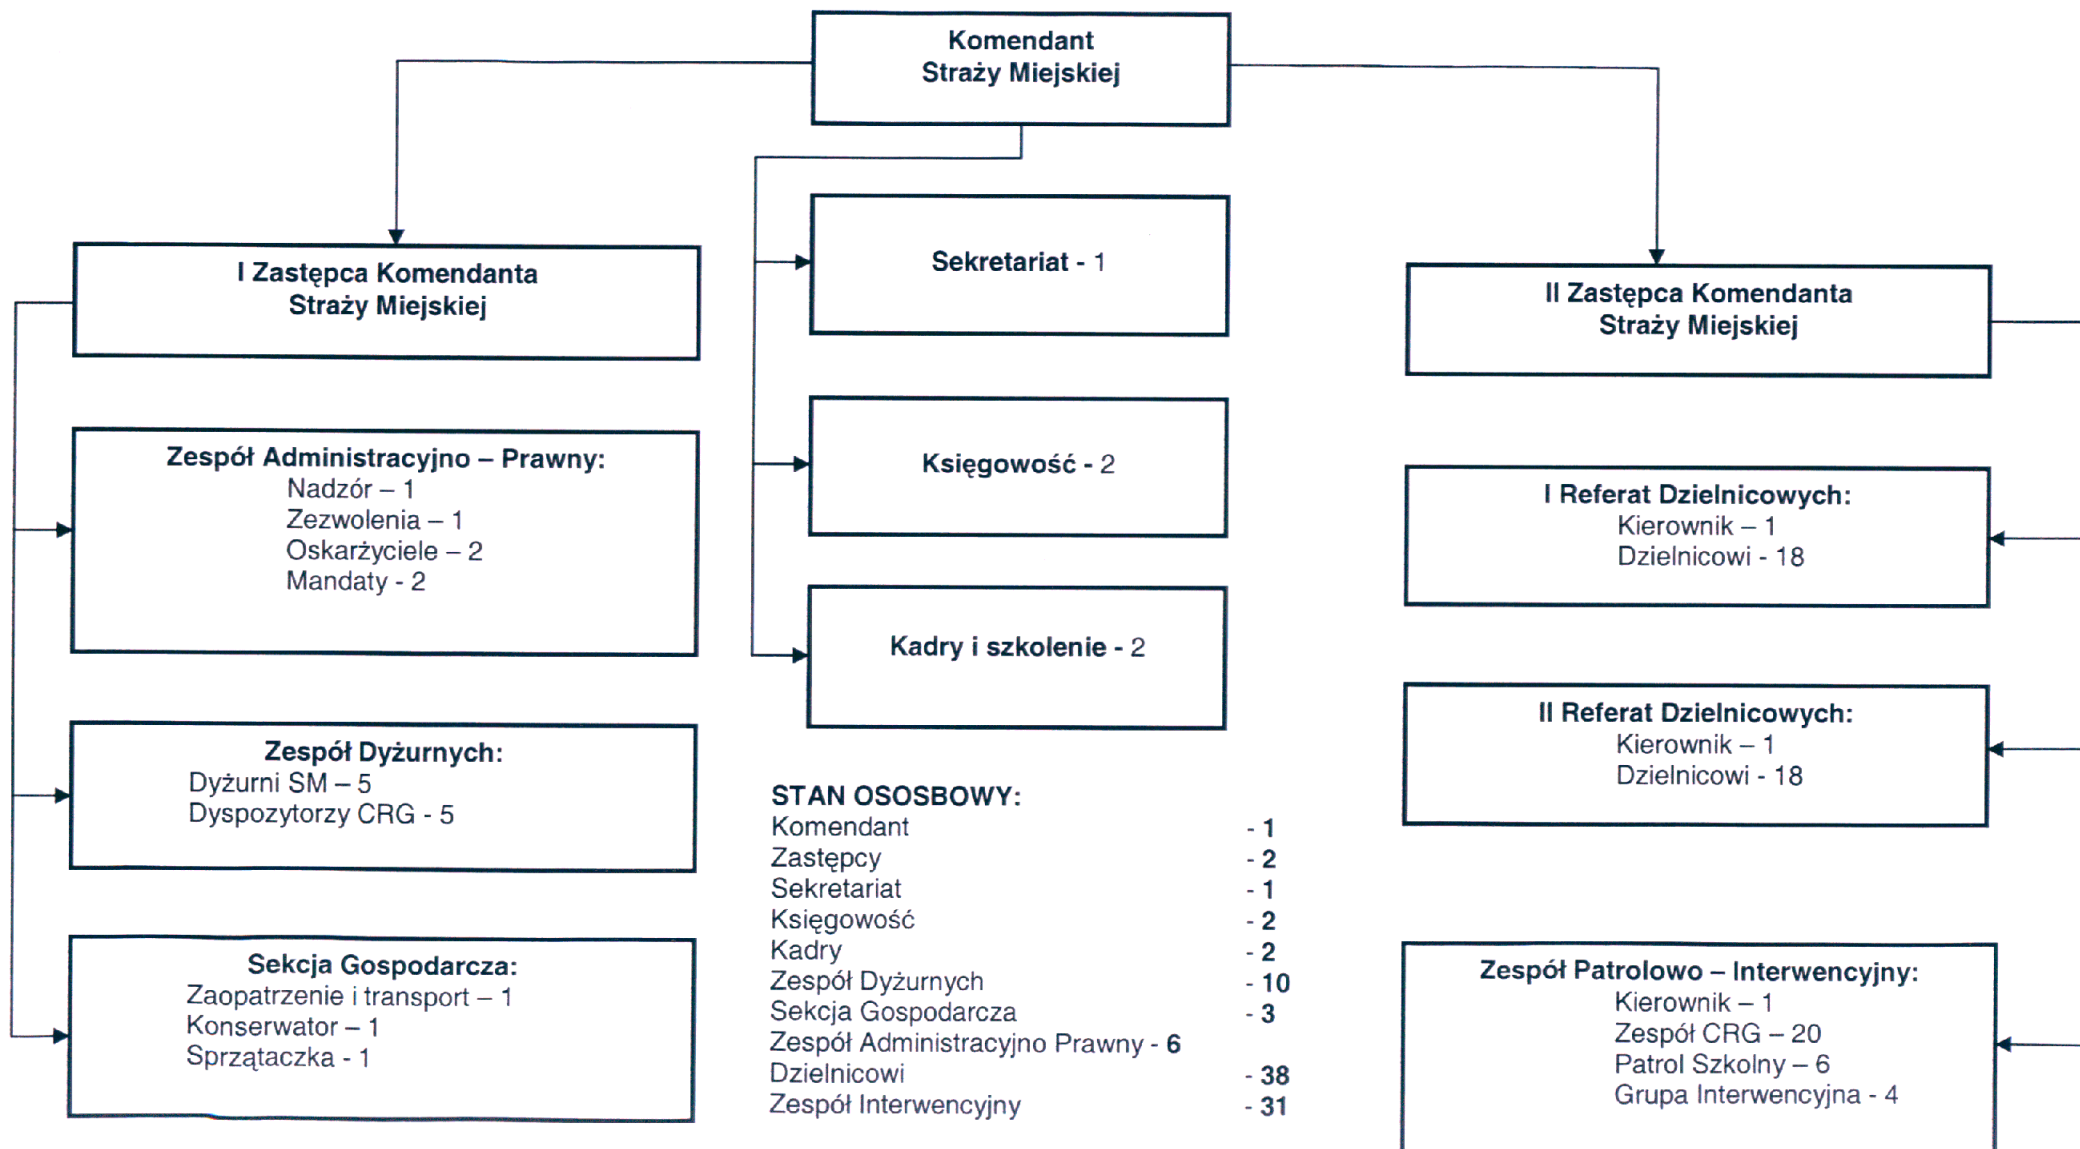 Komendant
Straży Miejskiej
I Zastępca Komendanta
Straży Miejskiej
Zespół Administracyjno – Prawny:
Nadzór – 1
Zezwolenia – 1
Oskarżyciele – 2
Mandaty - 2
Zespół Dyżurnych:
Dyżurni SM – 5
Dyspozytorzy CRG - 5
Sekcja Gospodarcza:
Zaopatrzenie i transport – 1
Konserwator – 1
Sprzątaczka - 1
Sekretariat - 1
Księgowość - 2
Kadry i szkolenie - 2
STAN OSOSBOWY:
Komendant - 1
Zastępcy - 2
Sekretariat - 1
Księgowość - 2
Kadry - 2
Zespół Dyżurnych - 10
Sekcja Gospodarcza - 3
Zespół Administracyjno Prawny - 6
Dzielnicowi - 38
Zespół Interwencyjny - 31
II Zastępca Komendanta
Straży Miejskiej
I Referat Dzielnicowych:
Kierownik – 1
Dzielnicowi - 18
II Referat Dzielnicowych:
Kierownik – 1
Dzielnicowi - 18
Zespół Patrolowo – Interwencyjny:
Kierownik – 1
Zespół CRG – 20
Patrol Szkolny – 6
Grupa Interwencyjna - 4